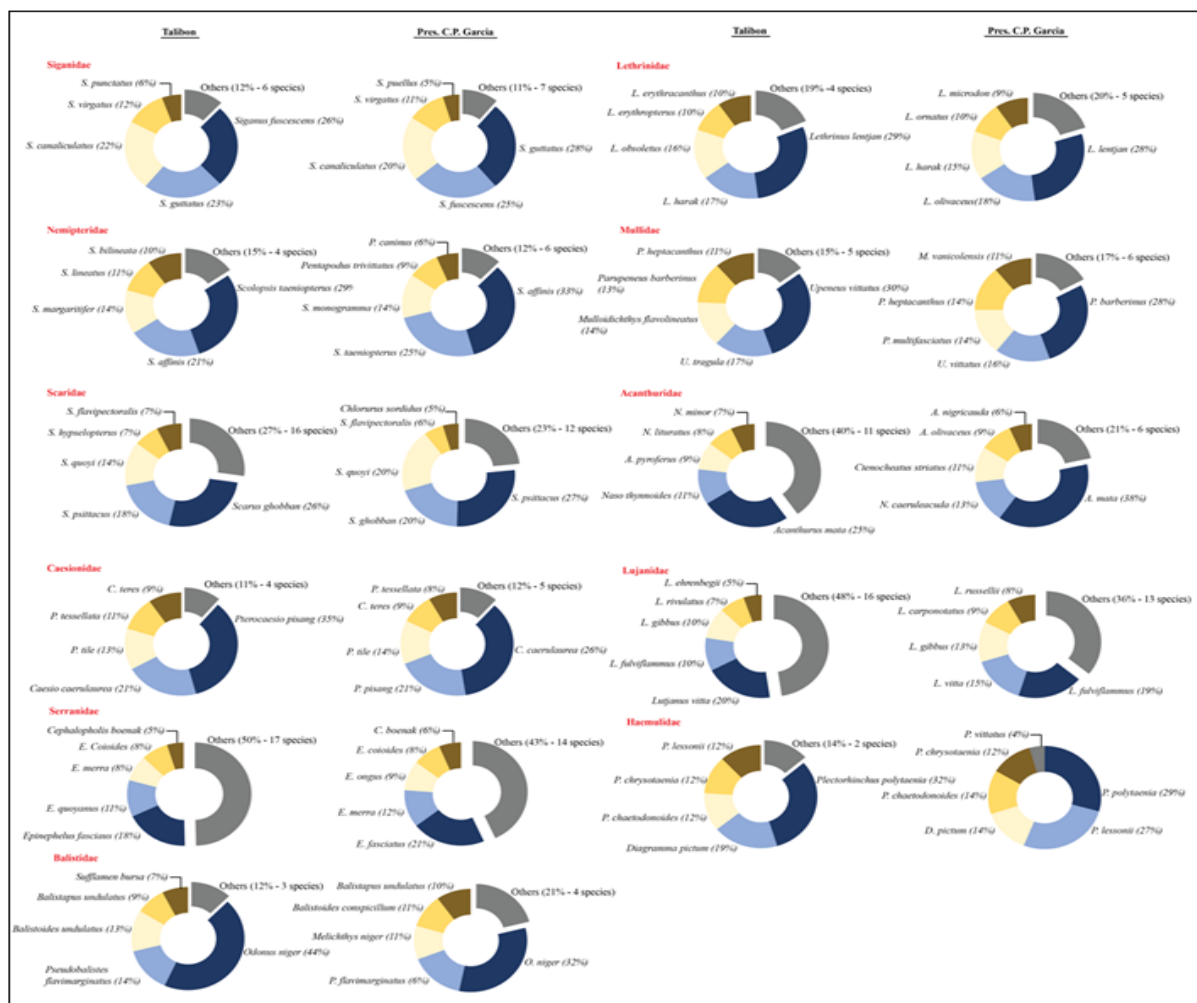 Talibon
Pres. C.P. Garcia
Talibon
Pres. C.P. Garcia
Siganidae
S. punctatus (6%)
Others (12% - 6 species)
S. virgatus (12%)
Siganus fuscescens (26%)
S. canaliculatus (22%)
S. guttatus (23%)
S. puellus (5%)
Others (11% - 7 species)
S. virgatus (11%)
S. guttatus (28%)
S. canaliculatus (20%)
S. fuscescens (25%)
Lethrinidae
L. erythracanthus (10%)
Others (19% -4 species)
L. erythropterus (10%)
Lethrinus lentjan (29%)
L. obsoletus (16%)
L. harak (17%)
L. microdon (9%)
Others (20% - 5 species)
L. ornatus (10%)
L. lentjan (28%)
L. harak (15%)
L. olivaceus(18%)
Nemipteridae
S. bilineata (10%)
Others (15% - 4 species)
S. lineatus (11%)
Scolopsis taeniopterus (29%
S. margaritifer (14%)
S. affinis (21%)
P. caninus (6%)
Others (12% - 6 species)
Pentapodus trivittatus (9%)
S. affinis (33%)
S. monogramma (14%)
S. taeniopterus (25%)
Mullidae
P. heptacanthus (11%)
Others (15% - 5 species)
Parupeneus barberinus
(13%)
Upeneus vittatus (30%)
Mulloidichthys flavolineatus
(14%)
U. tragula (17%)
M. vanicolensis (11%)
Others (17% - 6 species)
P. heptacanthus (14%)
P. barberinus (28%)
P. multifasciatus (14%)
U. vittatus (16%)
Scaridae
S. flavipectoralis (7%)
Others (27% - 16 species)
S. hypselopterus (7%)
S. quoyi (14%)
S. psittacus (18%)
Scarus ghobban (26%)
Chlorurus sordidus (5%)
S. flavipectoralis (6%)
Others (23% - 12 species)
S. quoyi (20%)
S. psittacus (27%)
S. ghobban (20%)
Acanthuridae
N. minor (7%)
Others (40% - 11 species)
N. lituratus (8%)
A. pyroferus (9%)
Naso thynnoides (11%)
Acanthurus mata (25%)
A. nigricauda (6%)
Others (21% - 6 species)
A. olivaceus (9%)
Ctenocheatus striatus (11%)
A. mata (38%)
N. caeruleacuda (13%)
Caesionidae
C. teres (9%)
Others (11% - 4 species)
P. tessellata (11%)
Pterocaesio pisang (35%)
P. tile (13%)
Caesio caerulaurea (21%)
P. tessellata (8%)
Others (12% - 5 species)
C. teres (9%)
P. tile (14%)
C. caerulaurea (26%)
P. pisang (21%)
Lujanidae
L. ehrenbegii (5%)
Others (48% - 16 species)
L. rivulatus (7%)
L. gibbus (10%)
L. fulviflammus (10%)
Lutjanus vitta (20%)
L. russellii (8%)
Others (36% - 13 species)
L. carponotatus (9%)
L. gibbus (13%)
L. vitta (15%)
L. fulviflammus (19%)
Serranidae
Cephalopholis boenak (5%)
Others (50% - 17 species)
E. Coioides (8%)
E. merra (8%)
E. quoyanus (11%)
Epinephelus fasciaus (18%)
C. boenak (6%)
Others (43% - 14 species)
E. coioides (8%)
E. ongus (9%)
E. merra (12%)
E. fasciatus (21%)
Haemulidae
P. lessonii (12%)
Others (14% - 2 species)
P. chrysotaenia (12%)
Plectorhinchus polytaenia (32%)
P. chaetodonoides (12%)
Diagramma pictum (19%)
P. vittatus (4%)
P. chrysotaenia (12%)
P. chaetodonoides (14%)
P. polytaenia (29%)
D. pictum (14%)
P. lessonii (27%)
Balistidae
Sufflamen bursa (7%)
Others (12% - 3 species)
Balistapus undulatus (9%)
Balistoides undulatus (13%)
Odonus niger (44%)
Pseudobalistes
flavimarginatus (14%)
Balistapus undulatus (10%)
Others (21% - 4 species)
Balistoides conspicillum (11%)
Melichthys niger (11%)
O. niger (32%)
P. flavimarginatus (6%)